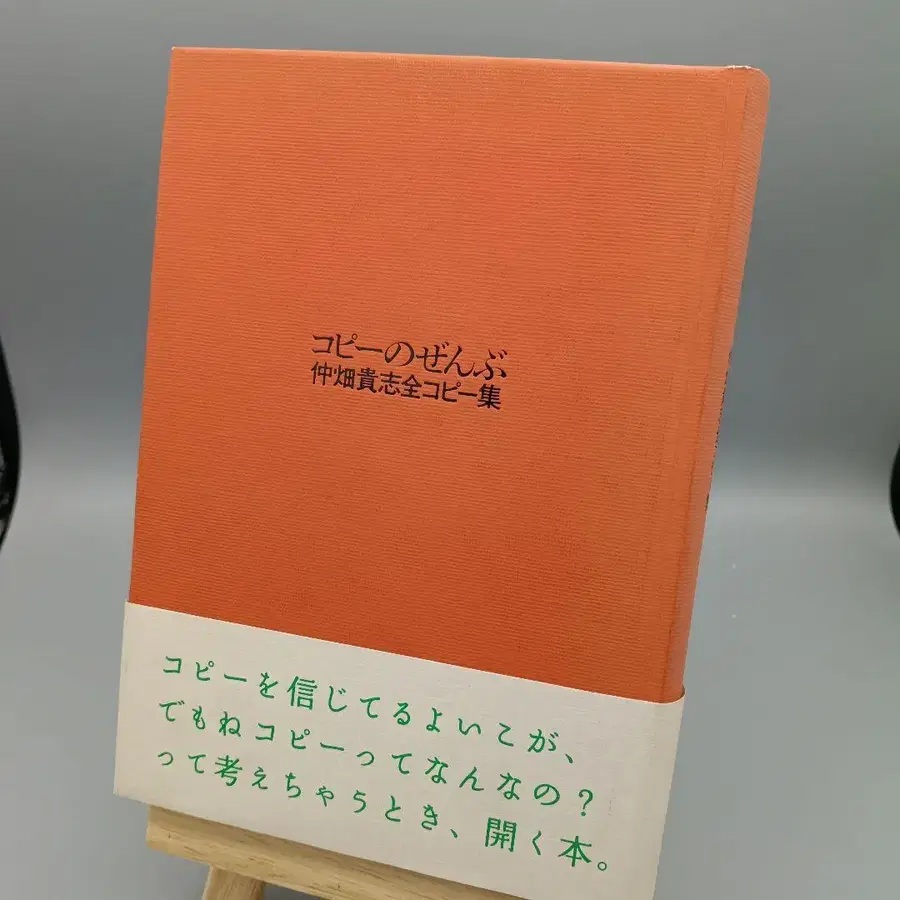 コピーのぜんぶ
仲畑貴志全コピー集
コピーを信じてるよいこが、
でもねコピーってなんなの?
って考えちゃうとき、開く本。